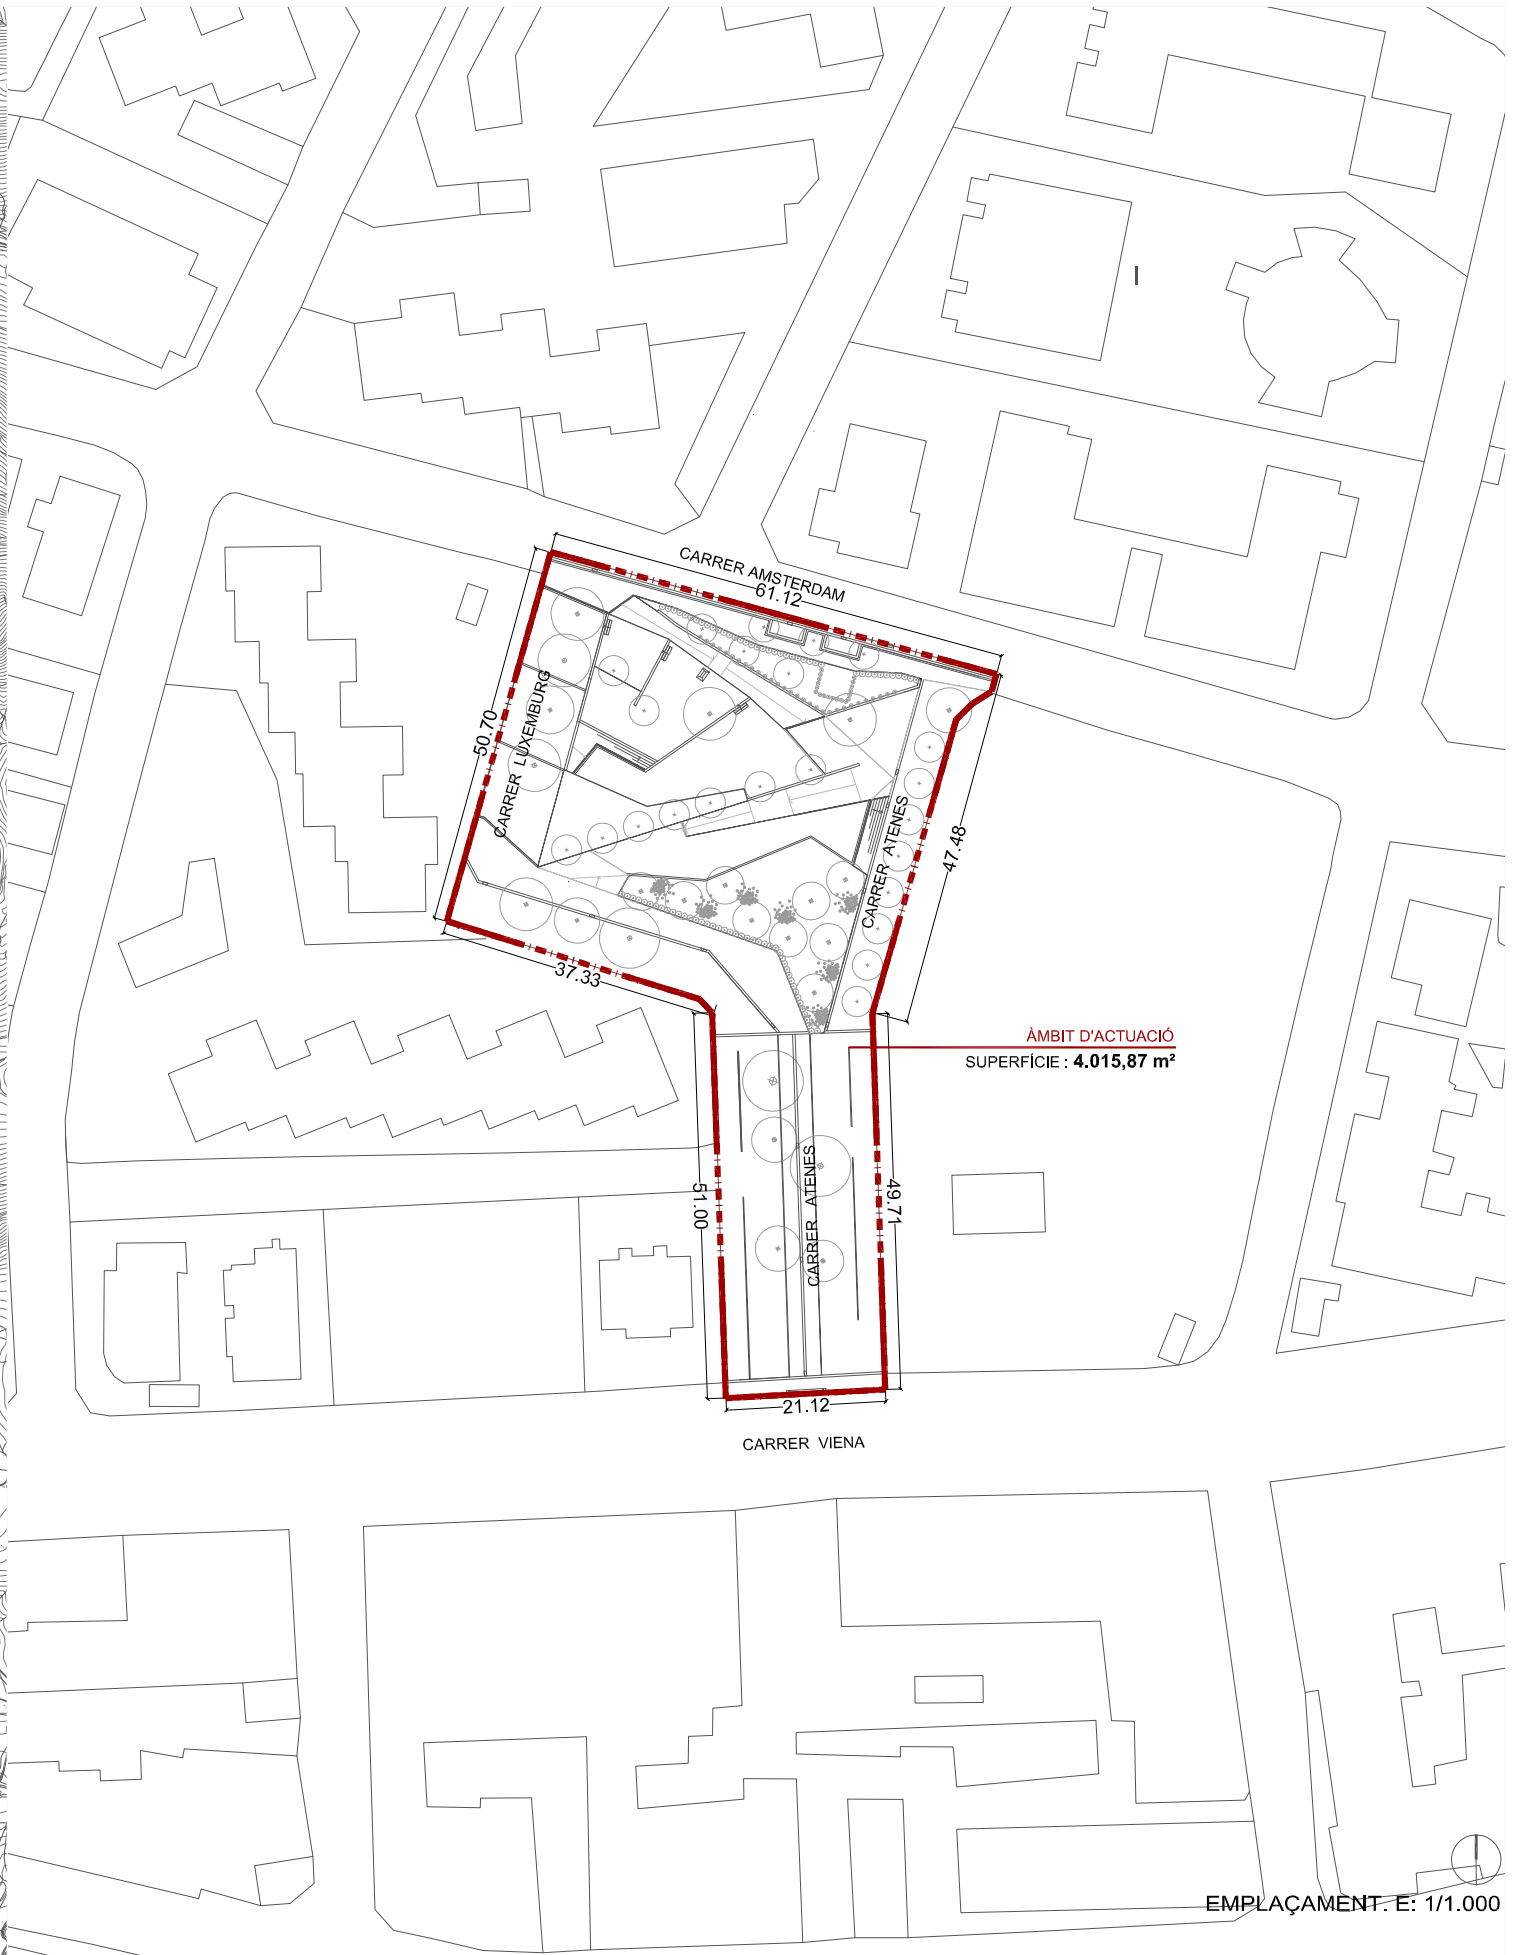 CARRER AMSTERDAM
61.12
CARRER LUXEMBURG
50.70
CARRER ATENES
47.48
37.33
ÀMBIT D'ACTUACIÓ
SUPERFÍCIE : 4.015,87 m²
51.00
CARRER ATENES
49.71
21.12
CARRER VIENA
EMPLAÇAMENT. E: 1/1.000